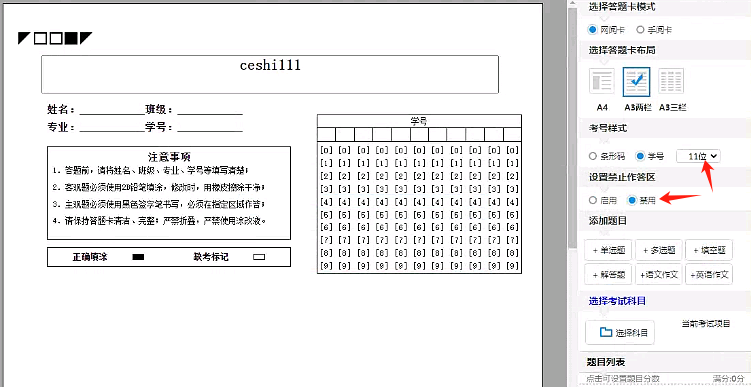 ceshi111
姓名：
班级：
专业：
学号：
注意事项
1．答题前，请将姓名、班级、专业、学号等填写清楚；
2．客观题必须使用2B铅笔填涂，修改时，用橡皮擦除干净；
3．主观题必须使用黑色签字笔书写，必须在指定区域作答；
4．请保持答题卡清洁、完整；严禁折叠，严禁使用涂改液。
正确填涂
缺考标记
学号
[0] [0] [0] [0] [0] [0] [0] [0] [0] [0] [0]
[1] [1] [1] [1] [1] [1] [1] [1] [1] [1] [1]
[2] [2] [2] [2] [2] [2] [2] [2] [2] [2] [2]
[3] [3] [3] [3] [3] [3] [3] [3] [3] [3] [3]
[4] [4] [4] [4] [4] [4] [4] [4] [4] [4] [4]
[5] [5] [5] [5] [5] [5] [5] [5] [5] [5] [5]
[6] [6] [6] [6] [6] [6] [6] [6] [6] [6] [6]
[7] [7] [7] [7] [7] [7] [7] [7] [7] [7] [7]
[8] [8] [8] [8] [8] [8] [8] [8] [8] [8] [8]
[9] [9] [9] [9] [9] [9] [9] [9] [9] [9] [9]
选择答题卡模式
网阅卡 手阅卡
选择答题卡布局
A4 A3两栏 A3三栏
考号样式
条形码 学号 11位
设置禁止作答区
启用 禁用
添加题目
+ 单选题 + 多选题 + 填空题
+ 解答题 +语文作文 +英语作文
选择考试科目
选择科目 当前考试项目
题目列表
点击可设置题目分数 满分:0分